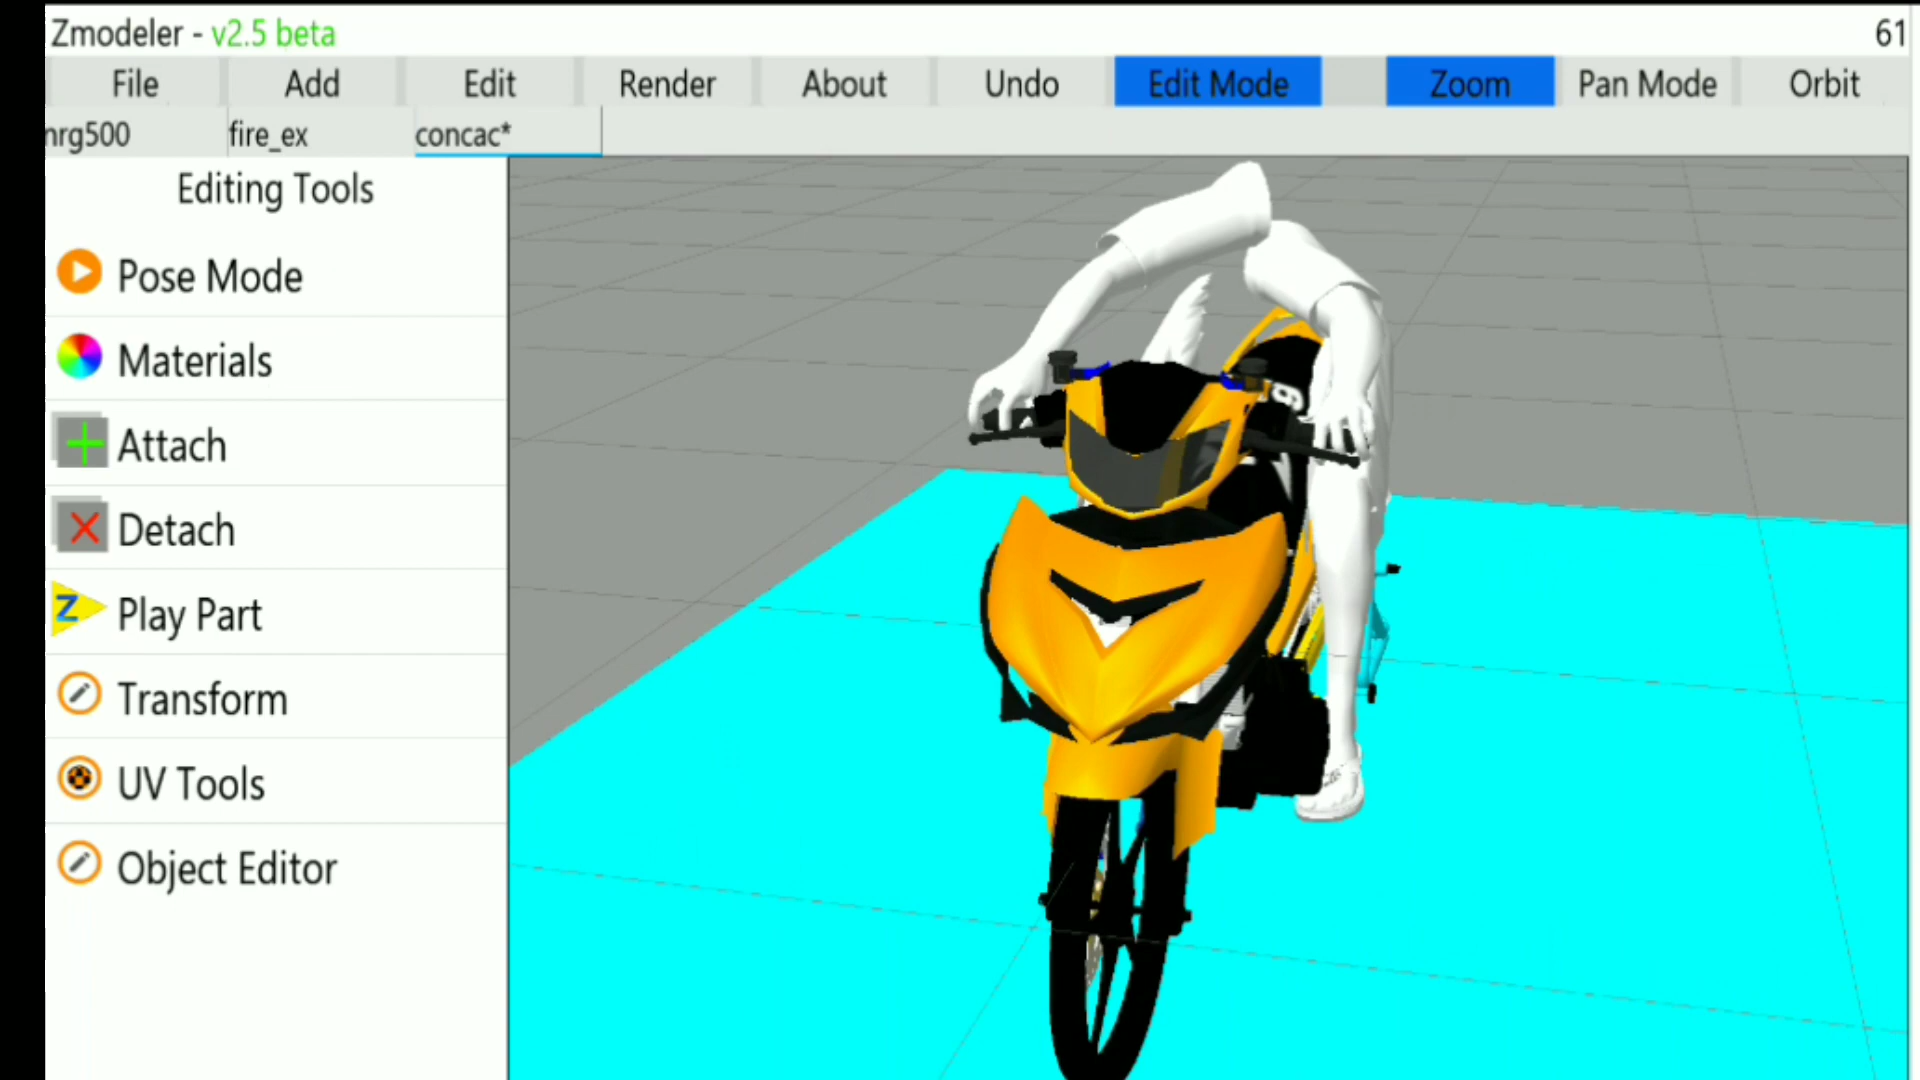 Zmodeler - v2.5 beta
61
File Add Edit Render About Undo Edit Mode Zoom Pan Mode Orbit
nrg500 fire_ex concac*
Editing Tools
Pose Mode
Materials
Attach
Detach
Z Play Part
Transform
UV Tools
Object Editor
9